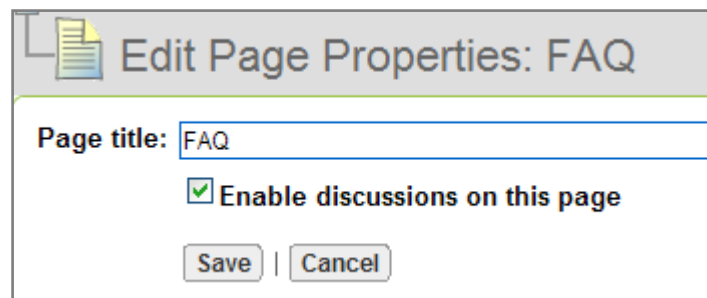 Edit Page Properties: FAQ
Page title: FAQ
Enable discussions on this page
Save | Cancel